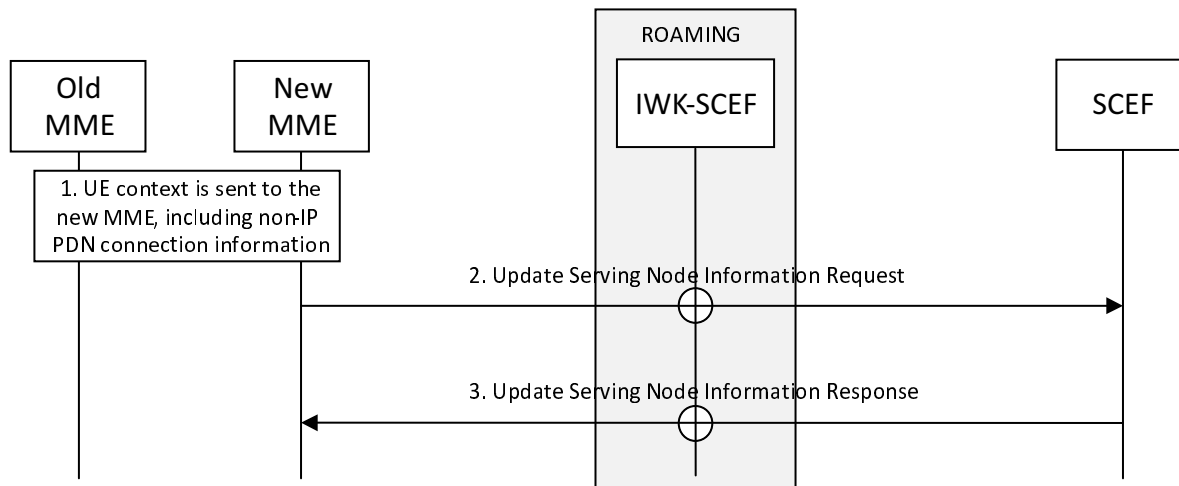 ROAMING
Old
MME
New
MME
IWK-SCEF
SCEF
1. UE context is sent to the
new MME, including non-IP
PDN connection information
2. Update Serving Node Information Request
3. Update Serving Node Information Response